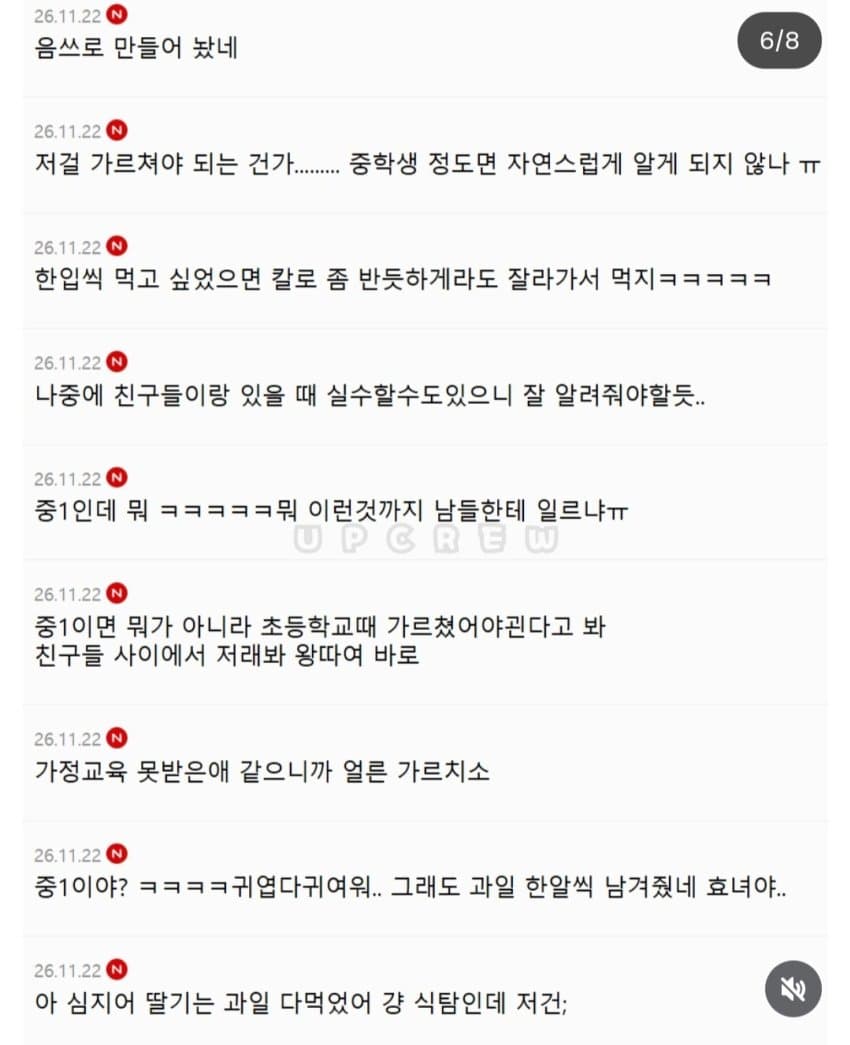 26.11.22 N
음쓰로 만들어 놨네
6/8
26.11.22 N
저걸 가르쳐야 되는 건가......... 중학생 정도면 자연스럽게 알게 되지 않나 ㅠ
26.11.22 N
한입씩 먹고 싶었으면 칼로 좀 반듯하게라도 잘라가서 먹지ㅋㅋㅋㅋㅋ
26.11.22 N
나중에 친구들이랑 있을 때 실수할수도있으니 잘 알려줘야할듯..
26.11.22 N
중1인데 뭐 ㅋㅋㅋㅋㅋ뭐 이런것까지 남들한테 일르냐ㅠ
UPCREW
26.11.22 N
중1이면 뭐가 아니라 초등학교때 가르쳤어야괸다고 봐
친구들 사이에서 저래봐 왕따여 바로
26.11.22 N
가정교육 못받은애 같으니까 얼른 가르치소
26.11.22 N
중1이야? ㅋㅋㅋㅋ귀엽다귀여워.. 그래도 과일 한알씩 남겨줬네 효녀야..
26.11.22 N
아 심지어 딸기는 과일 다먹었어 걍 식탐인데 저건;